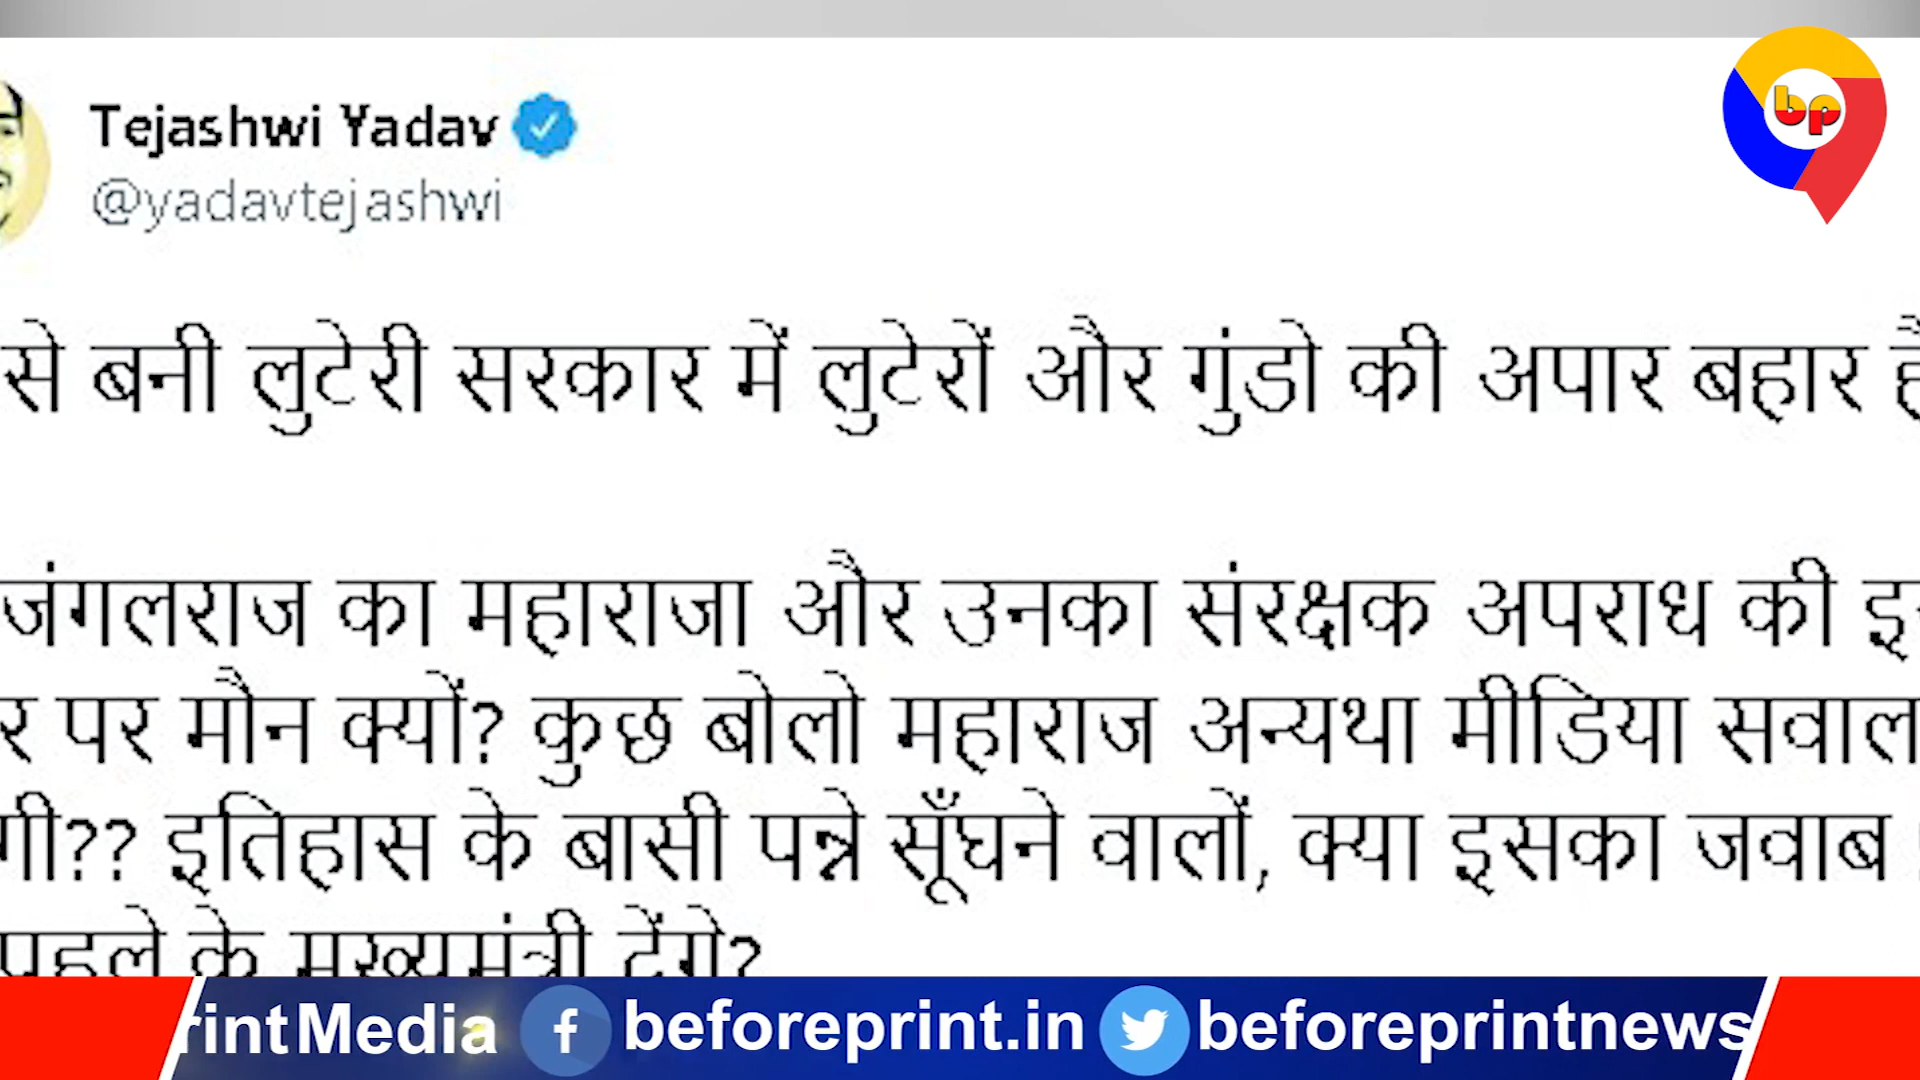 bp
Tejashwi Yadav
@yadavtejashwi
से बनी लुटेरी सरकार में लुटेरों और गुंडो की अपार बहार
जंगलराज का महाराजा और उनका संरक्षक अपराध की
र पर मौन क्यों? कुछ बोलो महाराज अन्यथा मीडिया सवाल
गी?? इतिहास के बासी पन्ने सूँघने वालों, क्या इसका जवाब
पहले के मुख्यमंत्री देंगे?
rintMedia beforeprint.in beforeprintnews